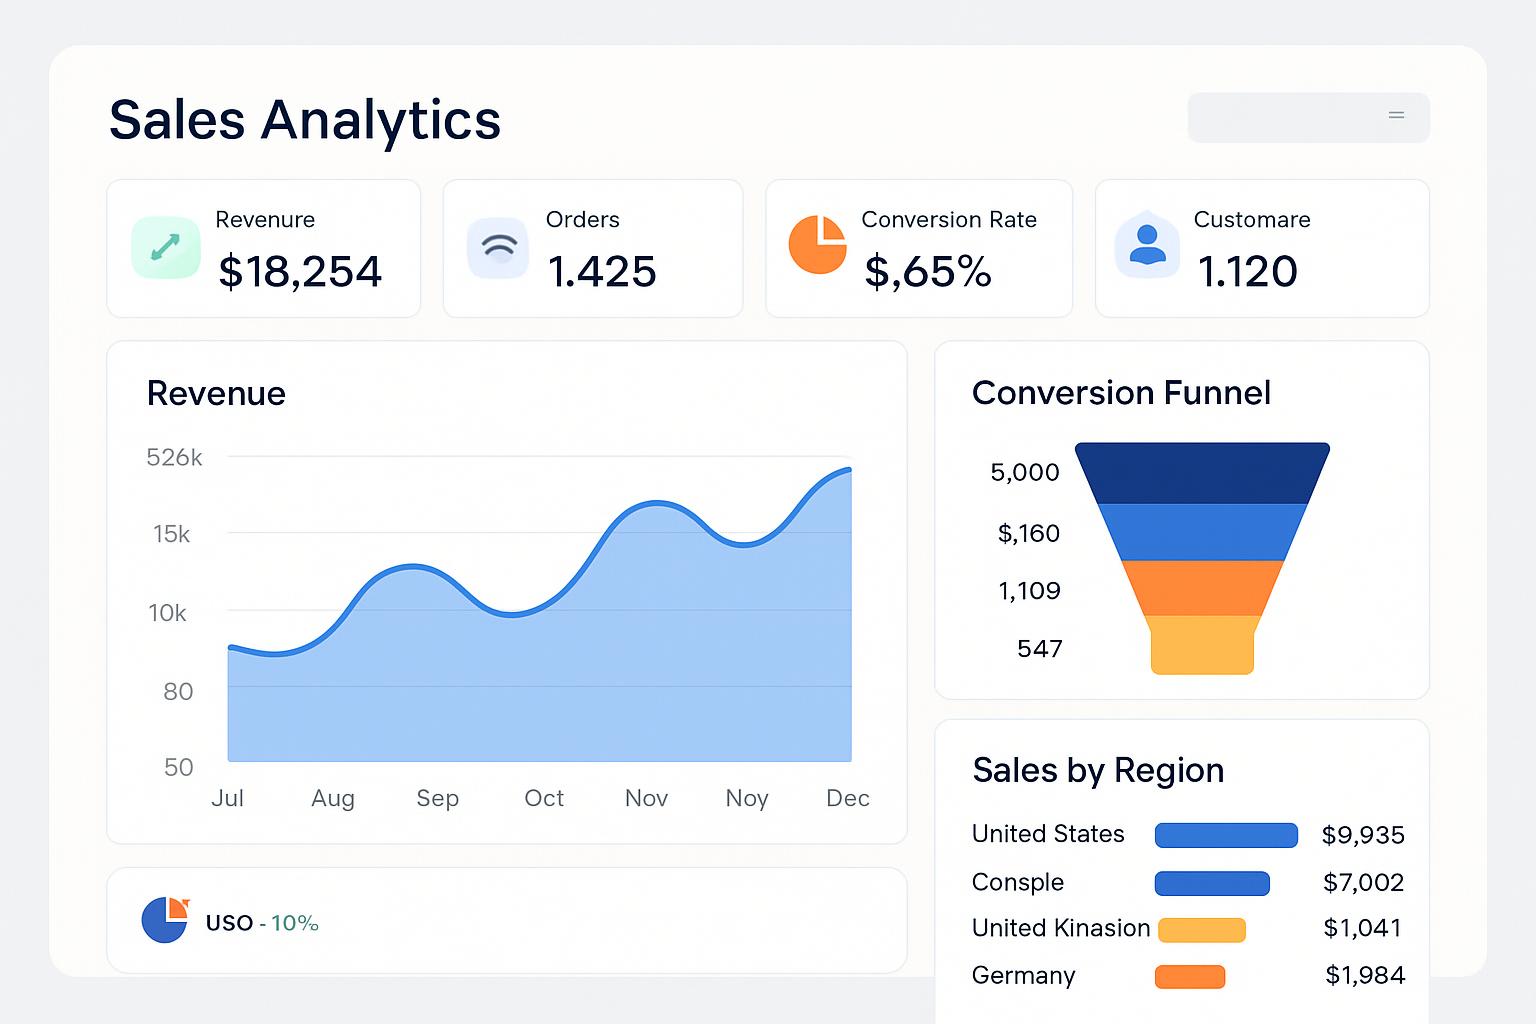 Sales Analytics
=
Revenure
$18,254
Orders
1.425
Conversion Rate
$,65%
Customare
1.120
Revenue
526k
15k
10k
80
50
Jul Aug Sep Oct Nov Noy Dec
Conversion Funnel
5,000
$,160
1,109
547
Sales by Region
United States $9,935
Consple $7,002
United Kinasion $1,041
Germany $1,984
USO - 10%